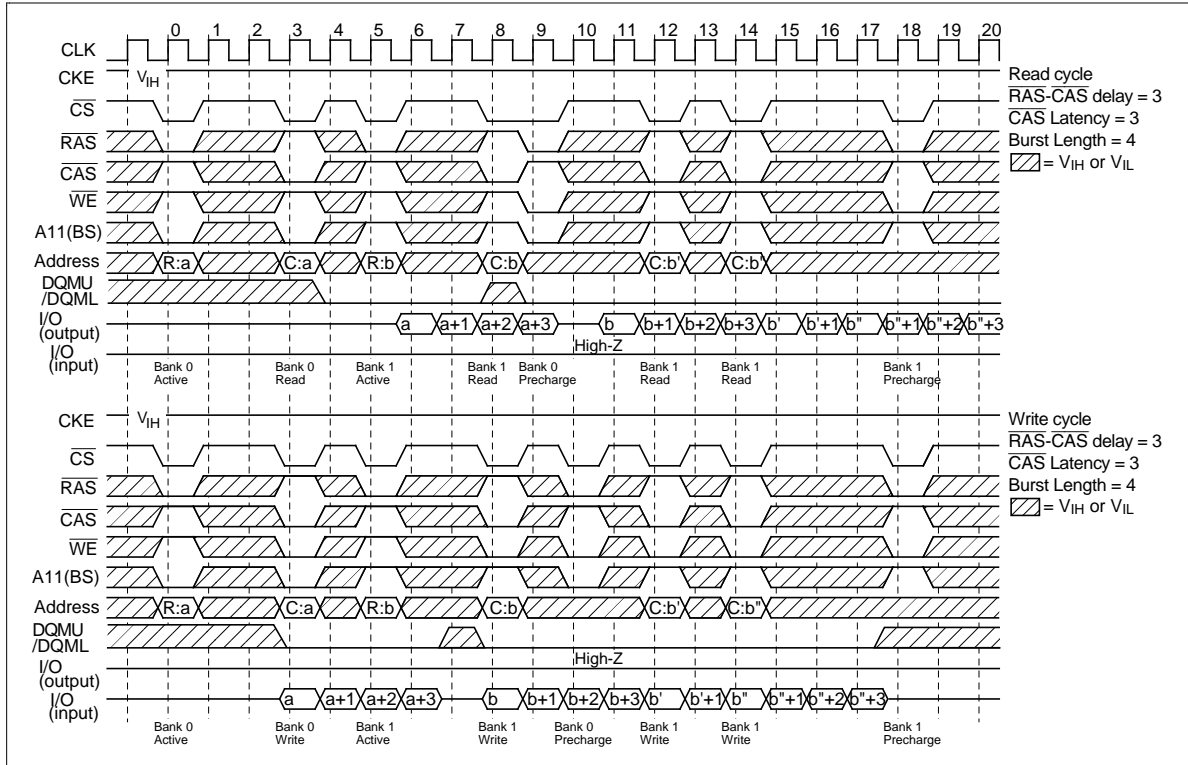 0 1 2 3 4 5 6 7 8 9 10 11 12 13 14 15 16 17 18 19 20
CLK
CKE VIH
CS
RAS
CAS
WE
A11(BS)
Address R:a C:a R:b C:b C:b' C:b"
DQMU
/DQML
I/O
(output) a a+1 a+2 a+3 b b+1 b+2 b+3 b' b'+1 b" b"+1 b"+2 b"+3
High-Z
I/O
(input)
Bank 0
Active
Bank 0
Read
Bank 1
Active
Bank 1
Read
Bank 0
Precharge
Bank 1
Read
Bank 1
Read
Bank 1
Precharge
Read cycle
RAS-CAS delay = 3
CAS Latency = 3
Burst Length = 4
= VIH or VIL
CKE VIH
CS
RAS
CAS
WE
A11(BS)
Address R:a C:a R:b C:b C:b' C:b"
DQMU
/DQML
High-Z
I/O
(output)
I/O
(input) a a+1 a+2 a+3 b b+1 b+2 b+3 b' b'+1 b" b"+1 b"+2 b"+3
Bank 0
Active
Bank 0
Write
Bank 1
Active
Bank 1
Write
Bank 0
Precharge
Bank 1
Write
Bank 1
Write
Bank 1
Precharge
Write cycle
RAS-CAS delay = 3
CAS Latency = 3
Burst Length = 4
= VIH or VIL